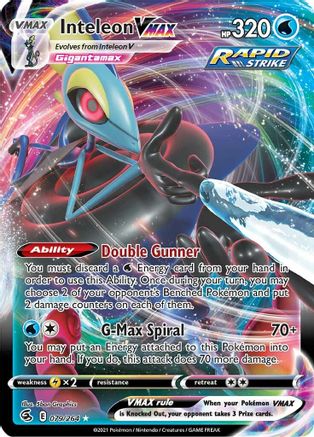 VMAX
Inteleon VMAX
HP 320
Evolves from Inteleon V
Gigantamax
RAPID STRIKE
Ability Double Gunner
You must discard a Energy card from your hand in
order to use this Ability. Once during your turn, you may
choose 2 of your opponent's Benched Pokémon and put
2 damage counters on each of them.
G-Max Spiral 70+
You may put an Energy attached to this Pokémon into
your hand. If you do, this attack does 70 more damage.
weakness ×2 resistance retreat
Illus. 5ban Graphics
E 079/264
VMAX rule
When your Pokémon VMAX
is Knocked Out, your opponent takes 3 Prize cards.
©2021 Pokémon / Nintendo / Creatures / GAME FREAK